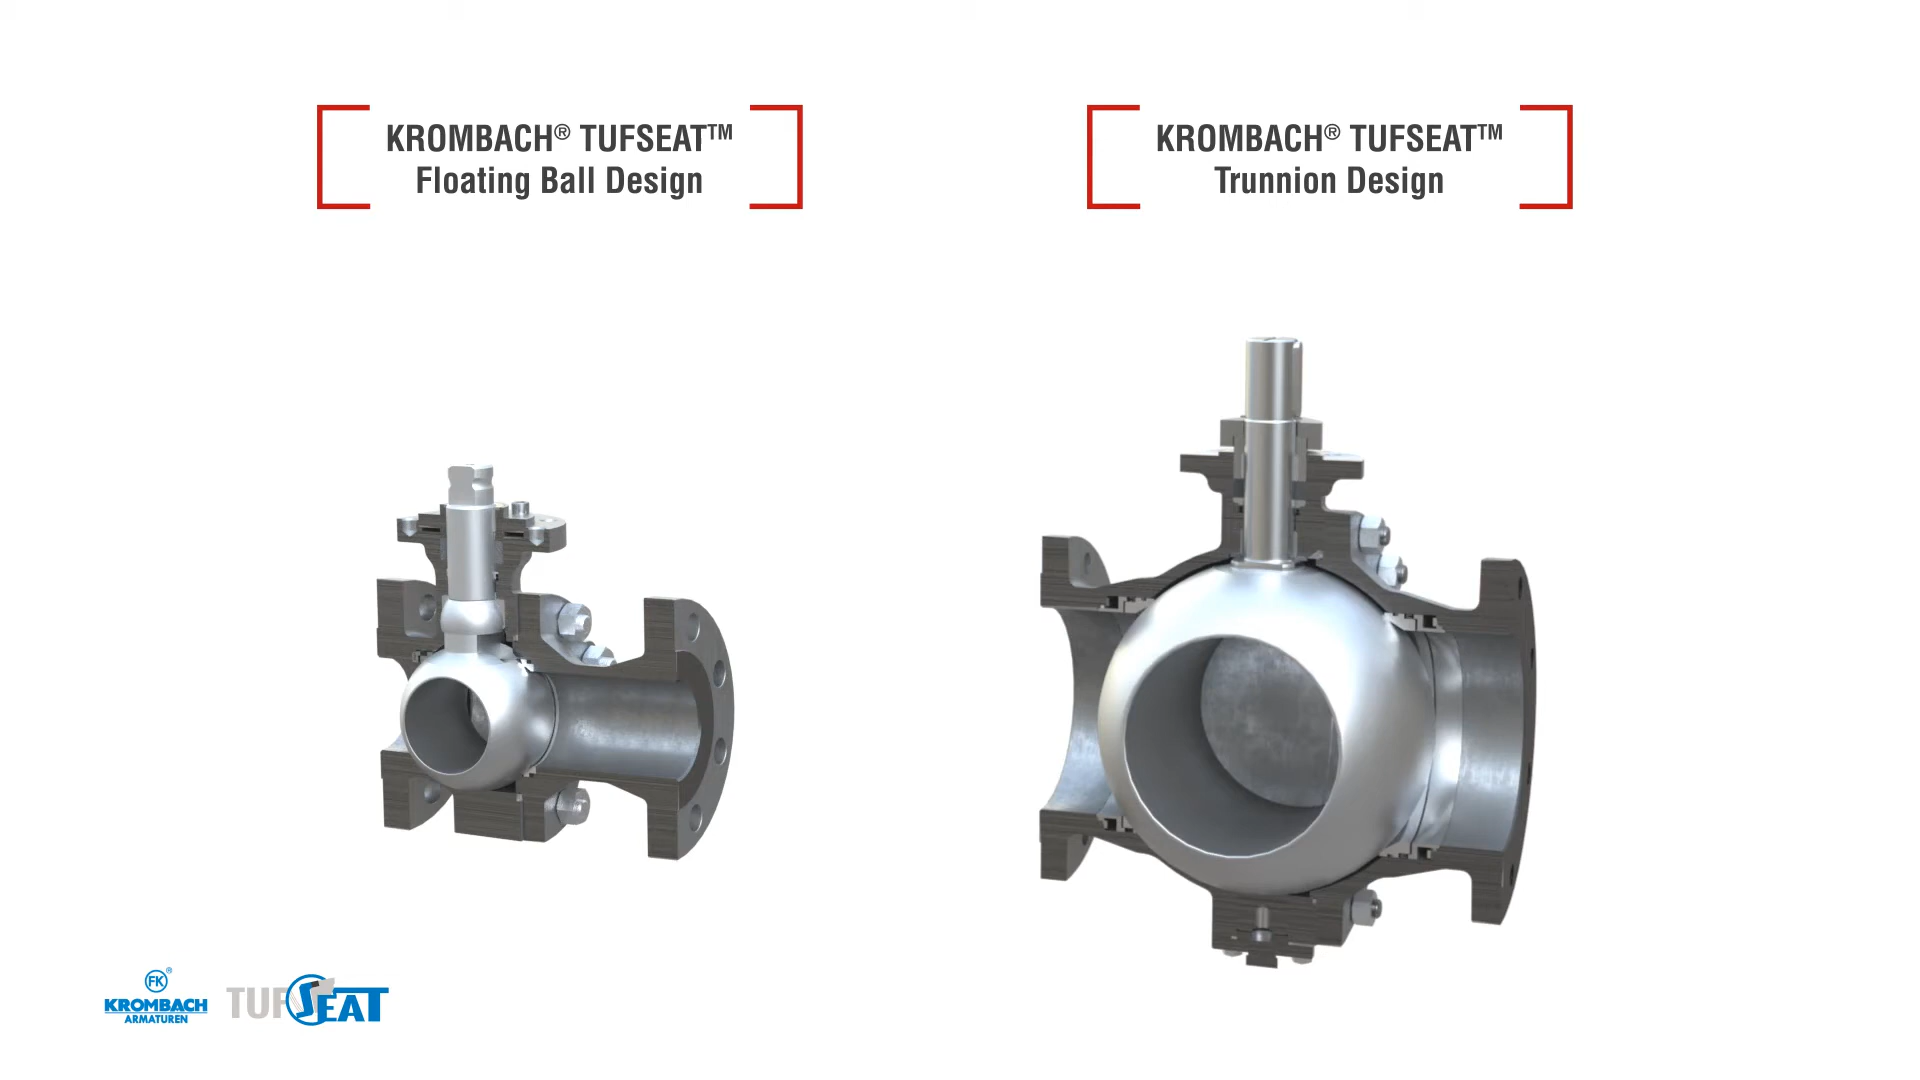 KROMBACH® TUFSEAT™
Floating Ball Design
KROMBACH® TUFSEAT™
Trunnion Design
FK®
KROMBACH
ARMATUREN
TUFSEAT